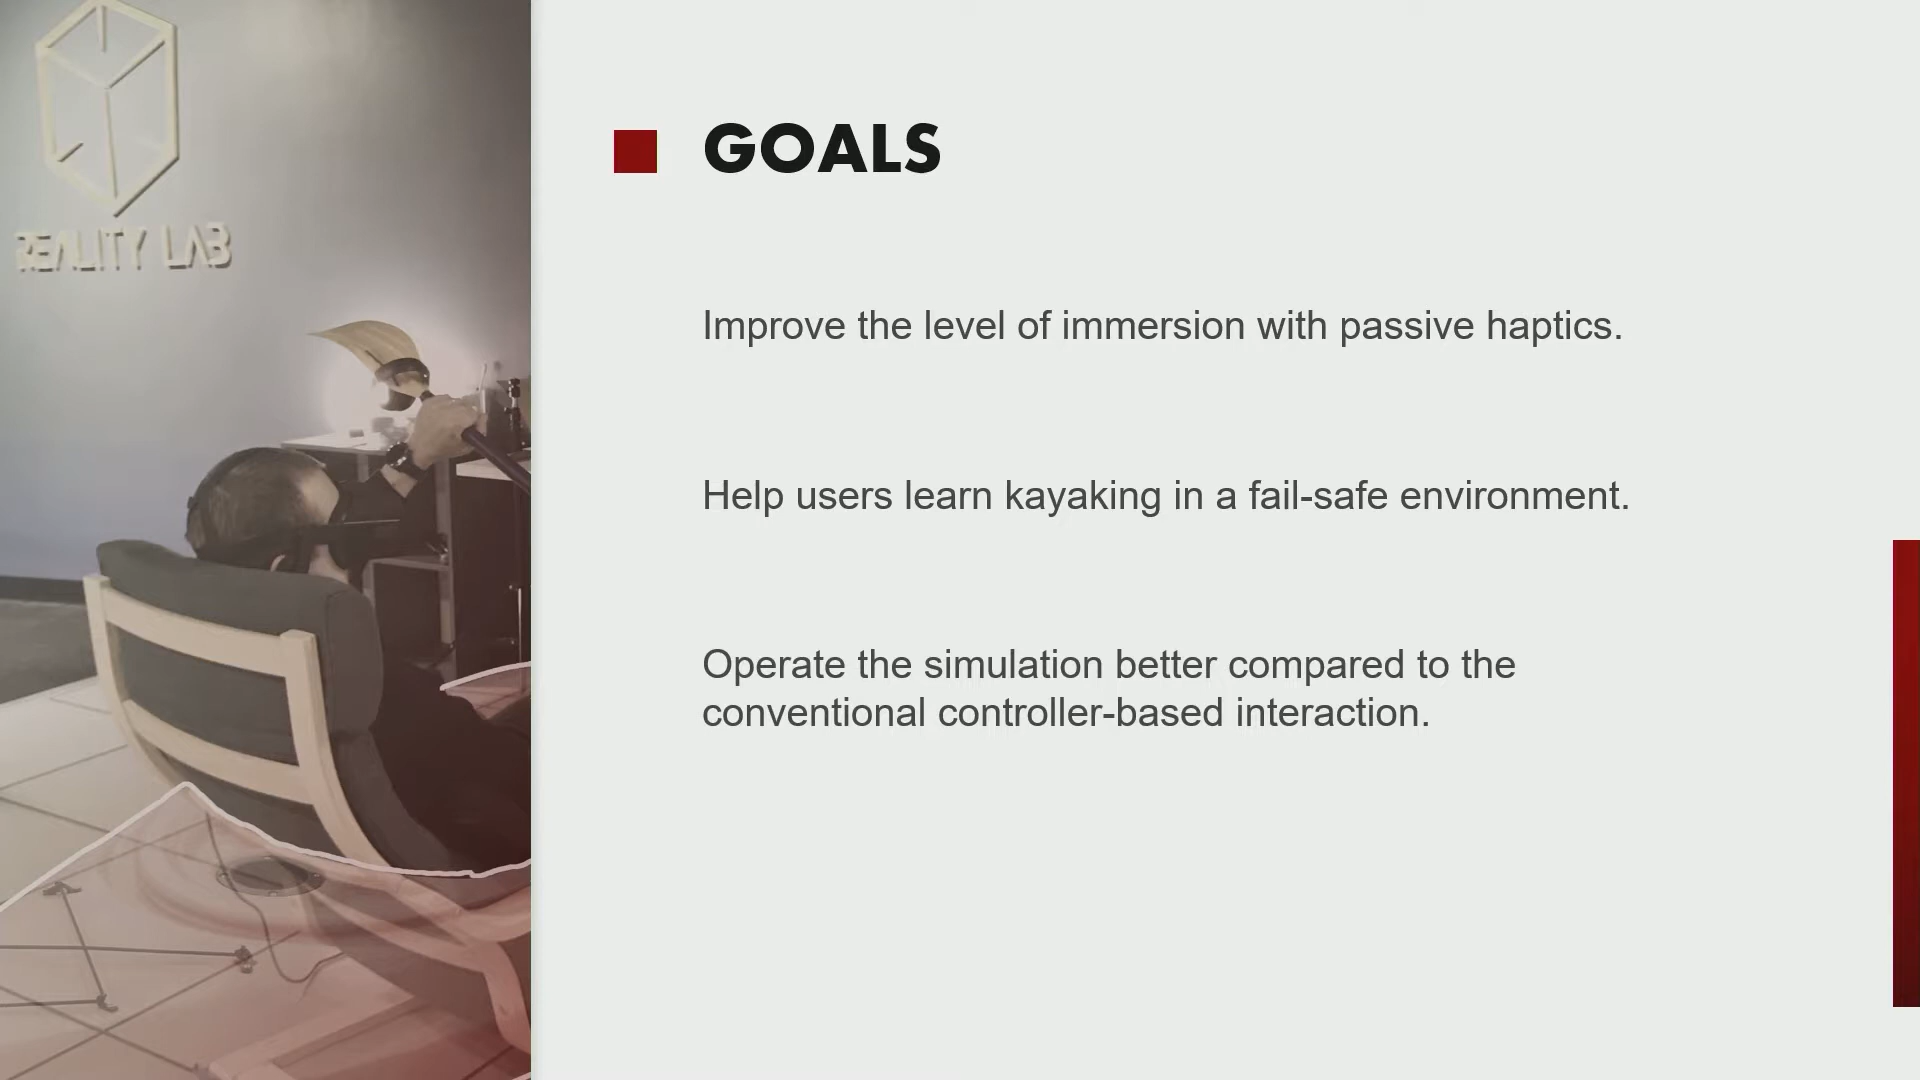 REALITY LAB
GOALS
Improve the level of immersion with passive haptics.
Help users learn kayaking in a fail-safe environment.
Operate the simulation better compared to the
conventional controller-based interaction.